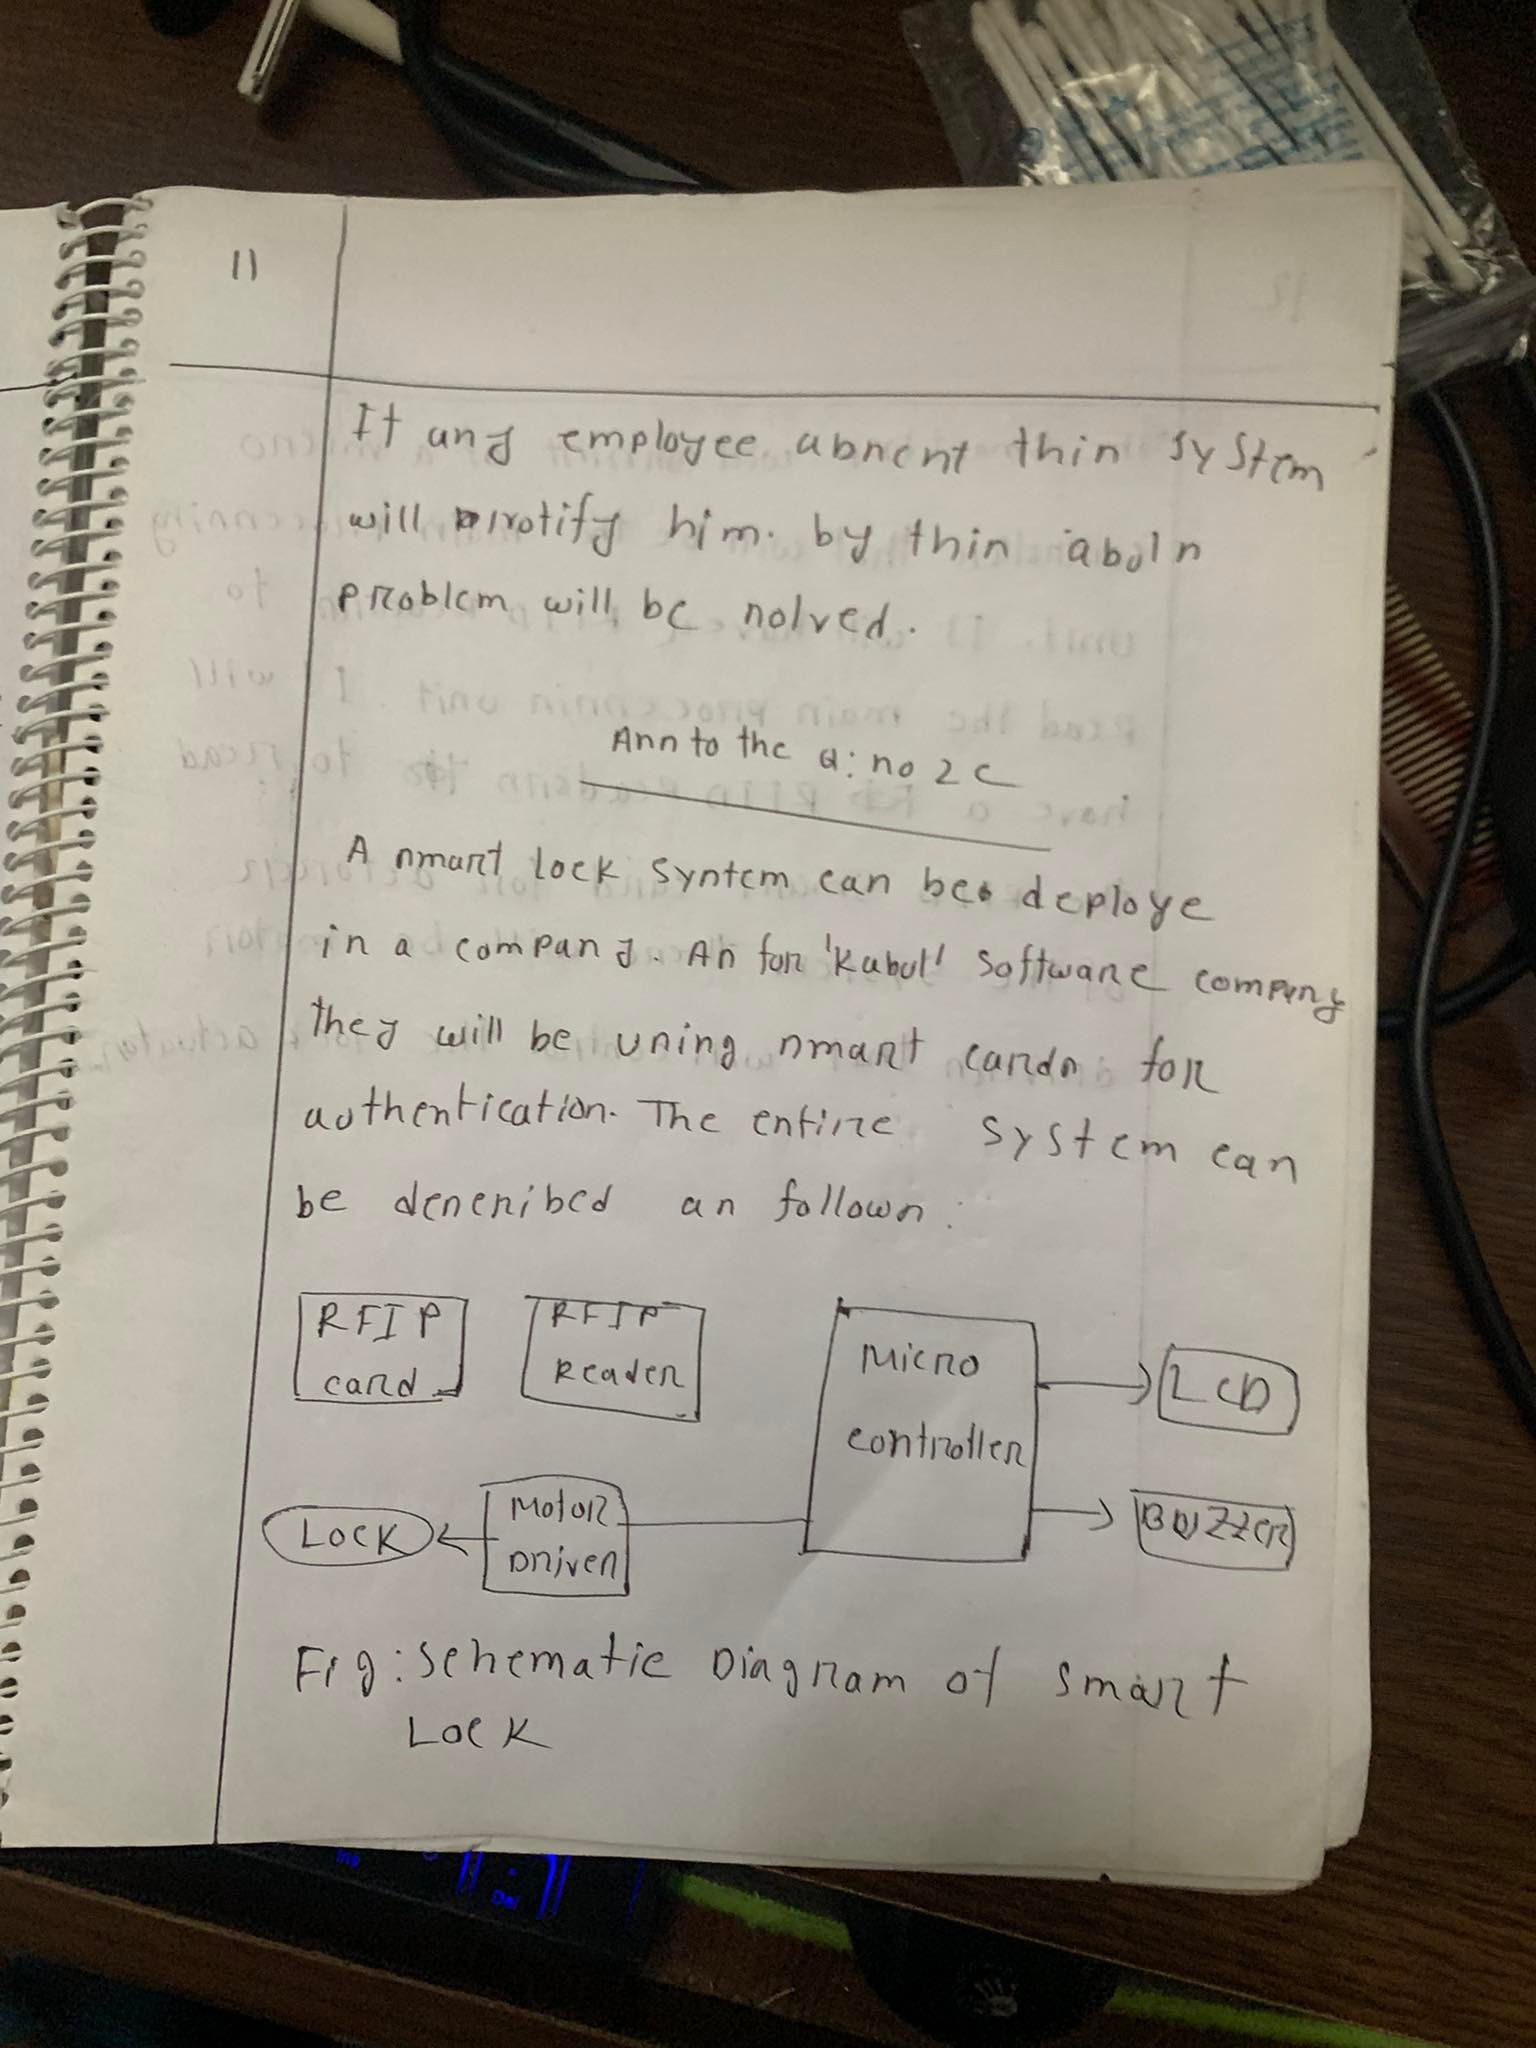 11
If any employee absent this system
will notify him. by this
problem will be solved.
Ans to the Q: no 2 c
A smart lock system can be deploye
in a company. As for 'Kabul' Software company
they will be using smart cards for
authentication. The entire system can
be described as follows:
RFID card
RFID Reader
Micro controller
LCD
LOCK
Motor Driver
BUZZER
Fig: Schematic Diagram of smart
Lock